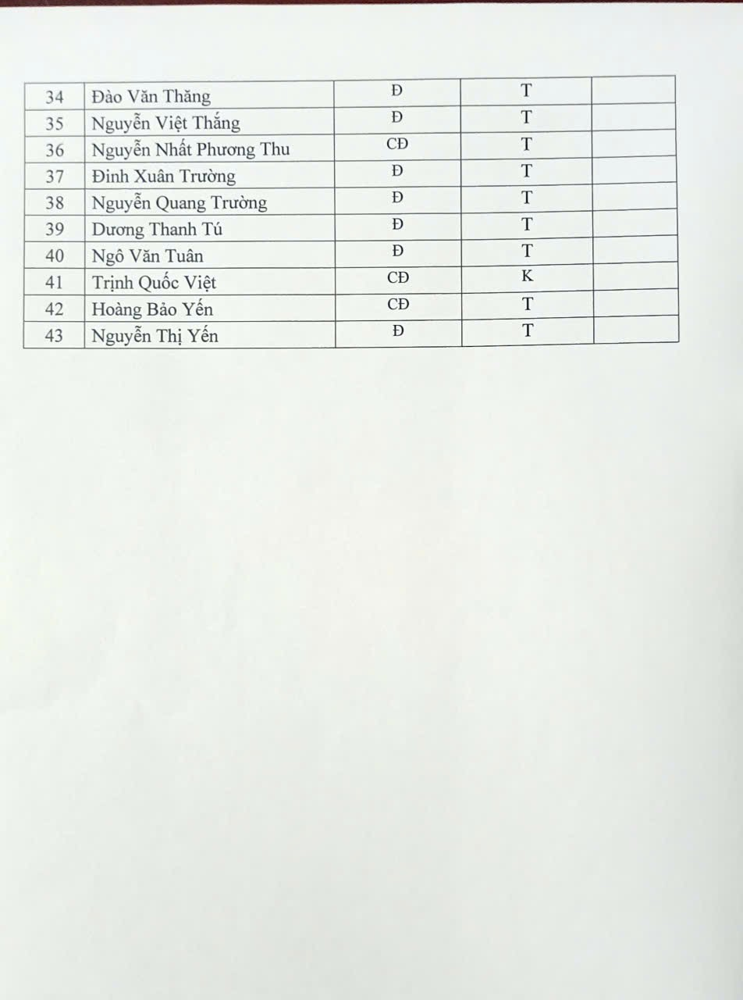 34 Đào Văn Thăng Đ T
35 Nguyễn Việt Thắng Đ T
36 Nguyễn Nhất Phương Thu CĐ T
37 Đinh Xuân Trường Đ T
38 Nguyễn Quang Trường Đ T
39 Dương Thanh Tú Đ T
40 Ngô Văn Tuân Đ T
41 Trịnh Quốc Việt CĐ K
42 Hoàng Bảo Yến CĐ T
43 Nguyễn Thị Yến Đ T